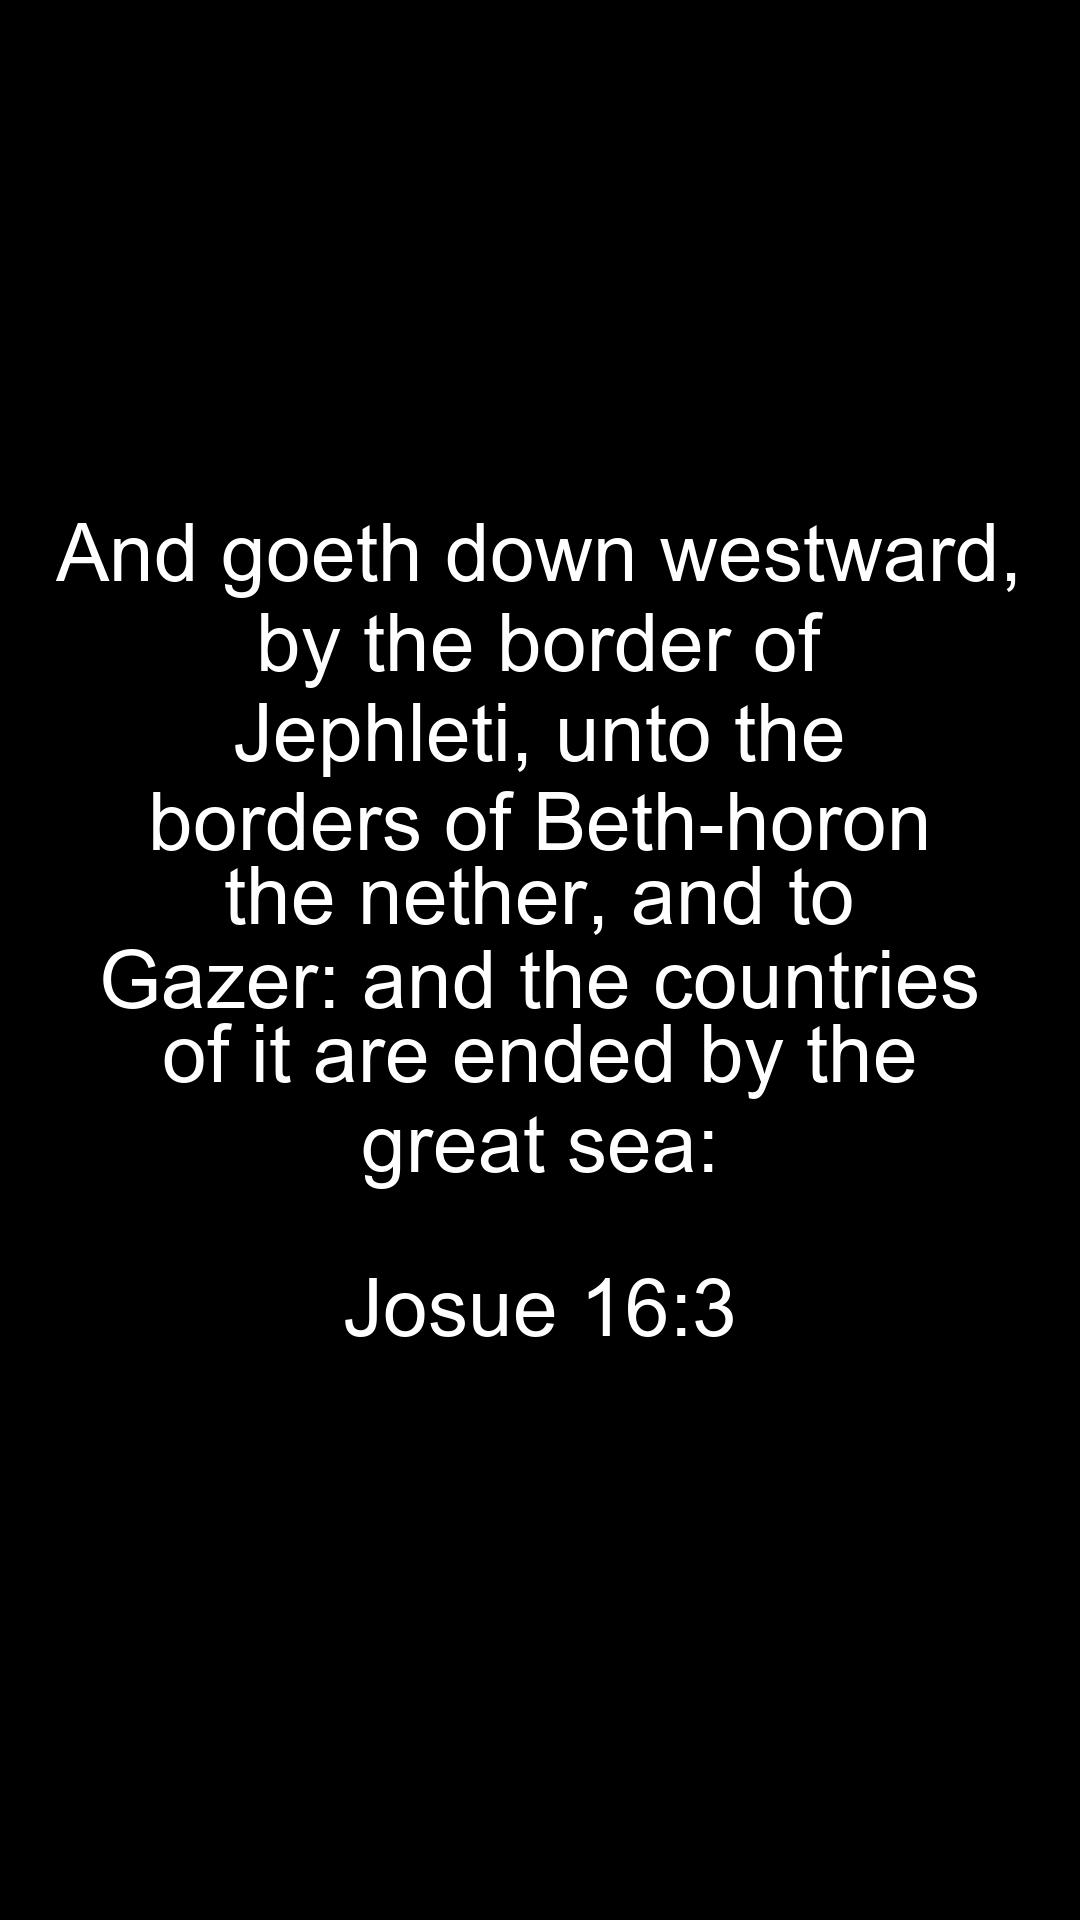 And goeth down westward,
by the border of
Jephleti, unto the
borders of Beth-horon
the nether, and to
Gazer: and the countries
of it are ended by the
great sea:
Josue 16:3